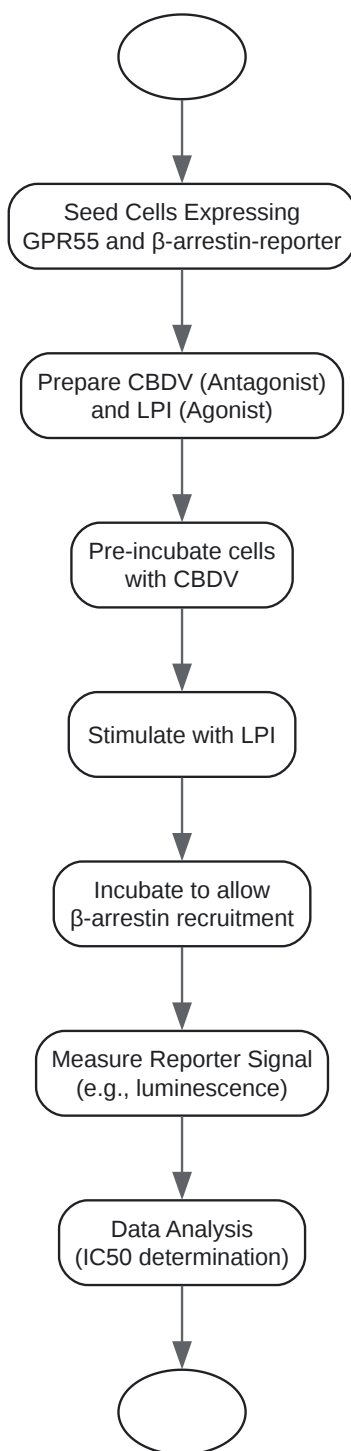 Seed Cells Expressing
GPR55 and β-arrestin-reporter
Prepare CBDV (Antagonist)
and LPI (Agonist)
Pre-incubate cells
with CBDV
Stimulate with LPI
Incubate to allow
β-arrestin recruitment
Measure Reporter Signal
(e.g., luminescence)
Data Analysis
(IC50 determination)